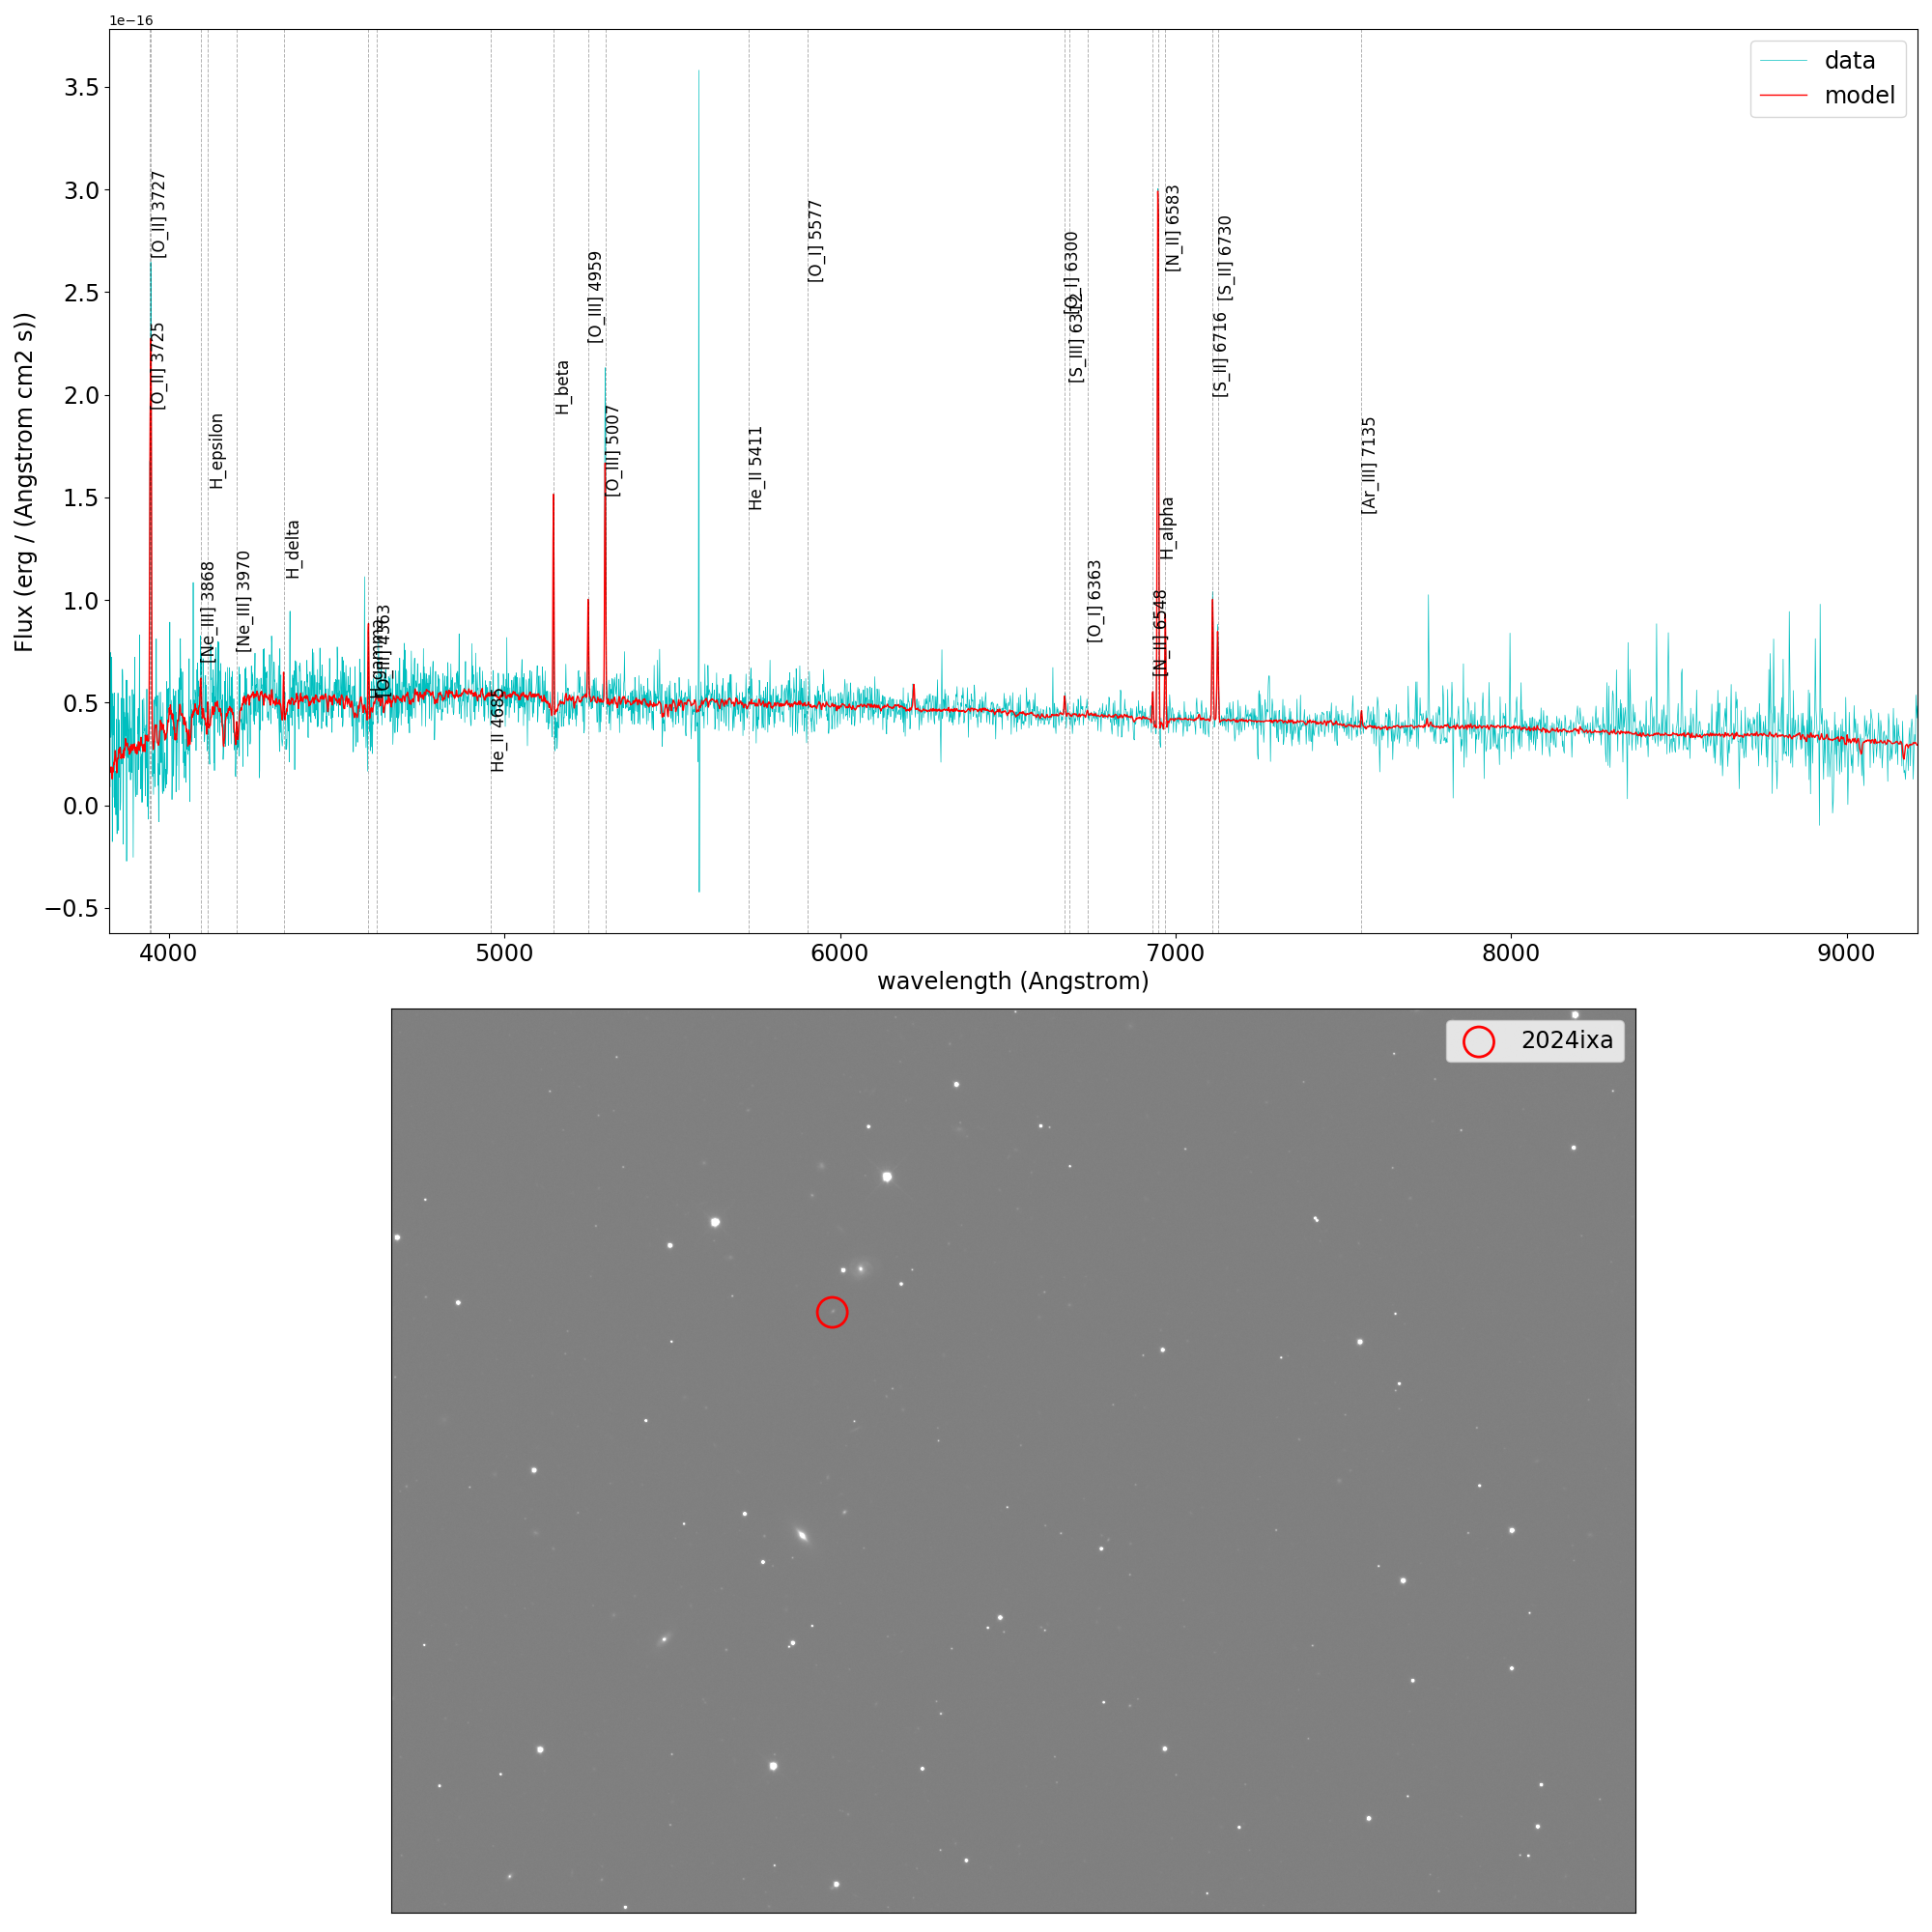 1e−16
data
model
3.5
3.0
2.5
2.0
1.5
1.0
0.5
0.0
−0.5
Flux (erg / (Angstrom cm2 s))
[O_II] 3727
[O_II] 3725
[Ne_III] 3868
H_epsilon
[Ne_III] 3970
H_delta
H_gamma
[O_III] 4363
He_II 4685
H_beta
[O_III] 4959
[O_III] 5007
He_II 5411
[O_I] 5577
[O_I] 6300
[S_III] 6312
[O_I] 6363
[N_II] 6548
H_alpha
[N_II] 6583
[S_II] 6716
[S_II] 6730
[Ar_III] 7135
4000
5000
6000
7000
8000
9000
wavelength (Angstrom)
2024ixa